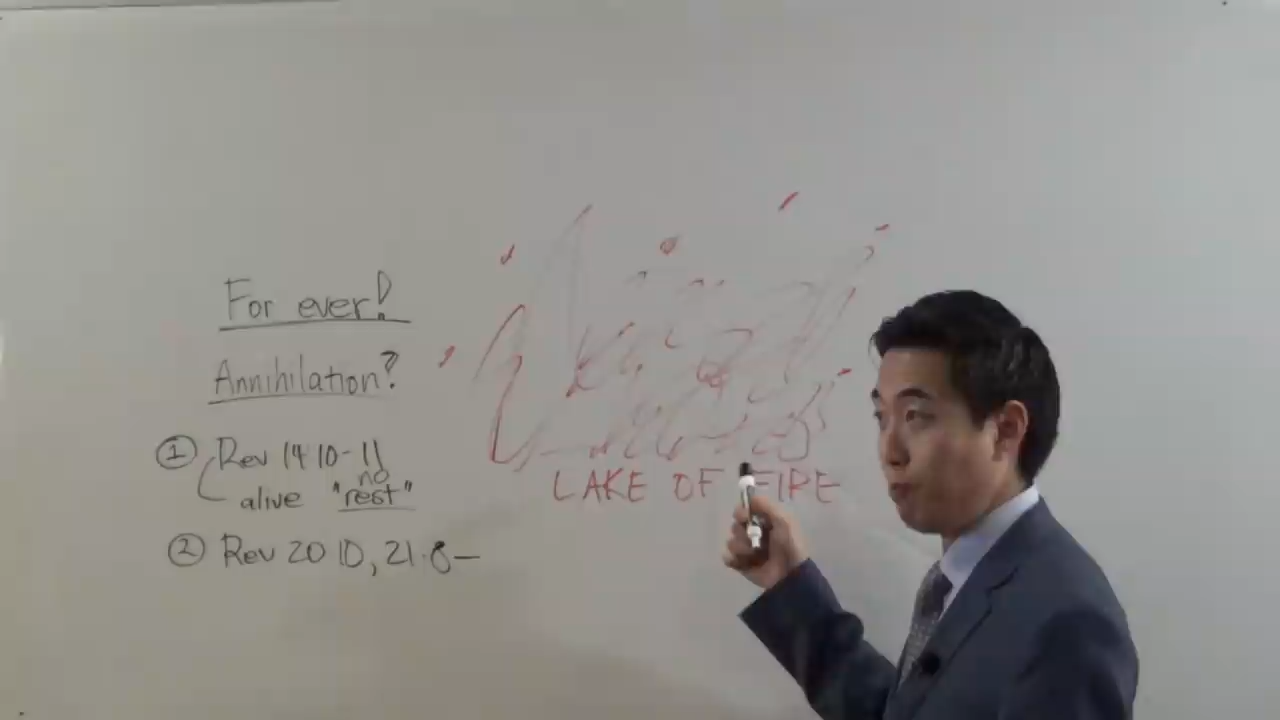 For ever!
Annihilation?
① Rev 14 10-11
no
alive "rest"
② Rev 20 10, 21·8-
LAKE OF FIRE